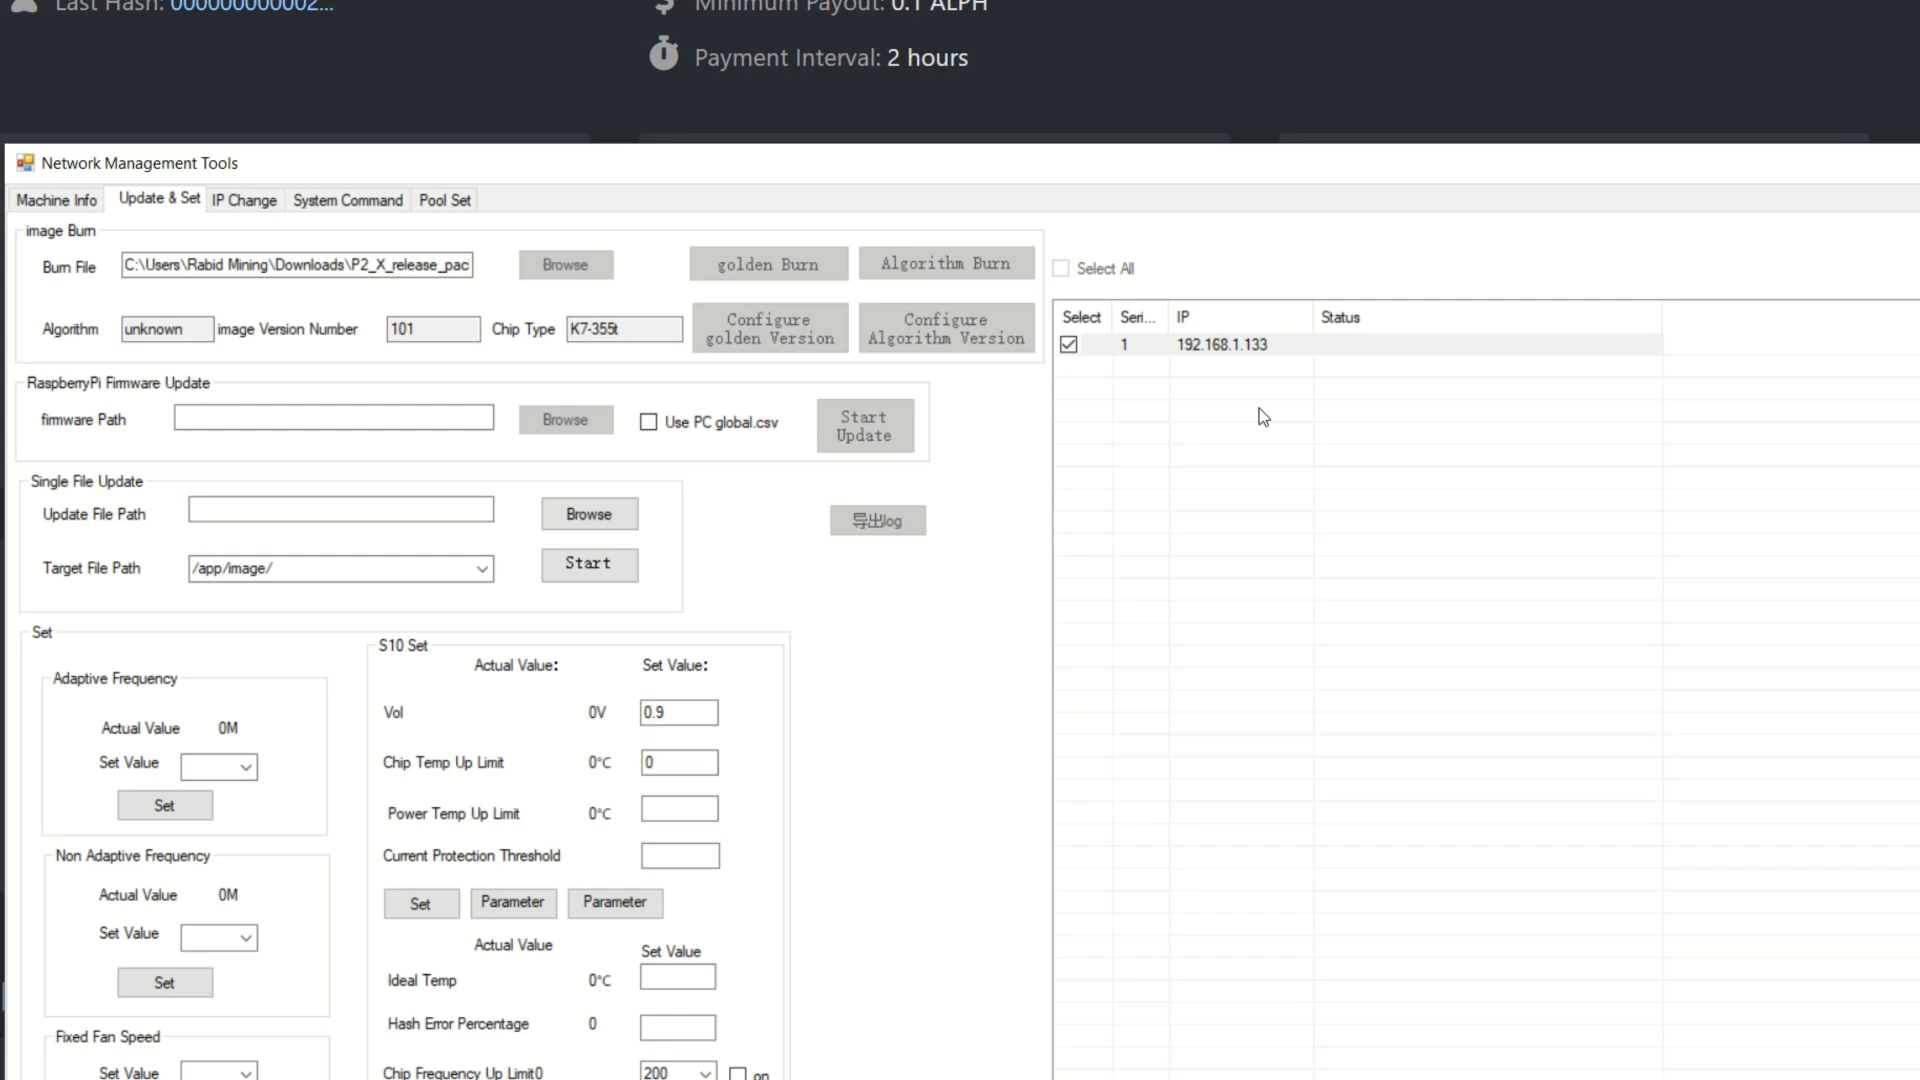 Last Hash: 000000000002...
Minimum Payout: 0.1 ALPH
Payment Interval: 2 hours
Network Management Tools
Machine Info
Update & Set
IP Change
System Command
Pool Set
image Burn
Burn File
C:\Users\Rabid Mining\Downloads\P2_X_release_pac
Browse
golden Burn
Algorithm Burn
Select All
Algorithm
unknown
image Version Number
101
Chip Type
K7-355t
Configure
golden Version
Configure
Algorithm Version
Select
Seri...
IP
Status
1
192.168.1.133
RaspberryPi Firmware Update
firmware Path
Browse
Use PC global.csv
Start
Update
Single File Update
Update File Path
Browse
导出log
Target File Path
/app/image/
Start
Set
Adaptive Frequency
Actual Value
0M
Set Value
Set
Non Adaptive Frequency
Actual Value
0M
Set Value
Set
Fixed Fan Speed
Set Value
S10 Set
Actual Value:
Set Value:
Vol
0V
0.9
Chip Temp Up Limit
0°C
0
Power Temp Up Limit
0°C
Current Protection Threshold
Set
Parameter
Parameter
Actual Value
Set Value
Ideal Temp
0°C
Hash Error Percentage
0
Chip Frequency Up Limit0
200
on